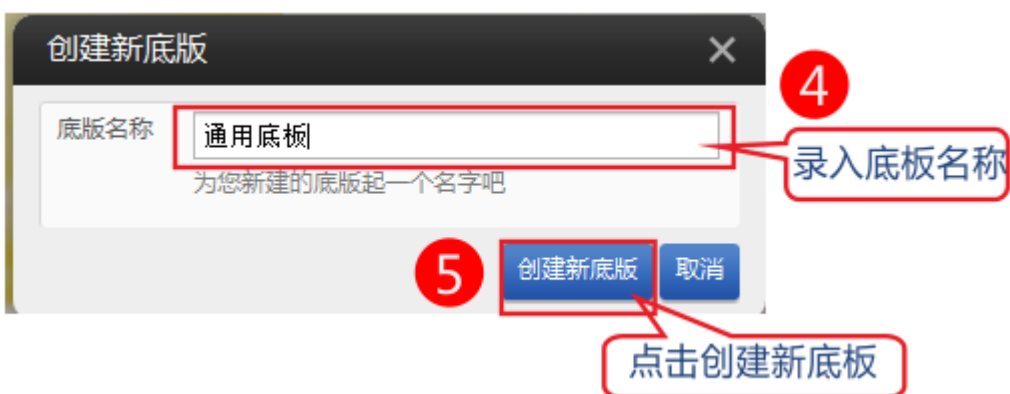 创建新底版
4
底版名称
通用底板
录入底板名称
为您新建的底版起一个名字吧
5
创建新底版
取消
点击创建新底板